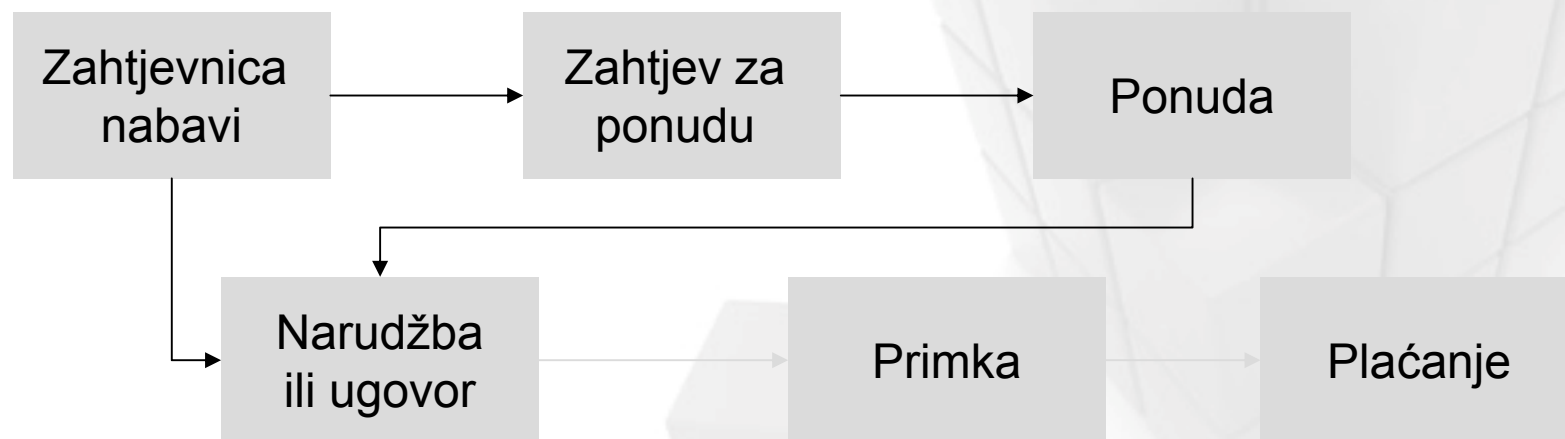 Zahtjevnica
nabavi
Zahtjev za
ponudu
Ponuda
Narudžba
ili ugovor
Primka
Plaćanje